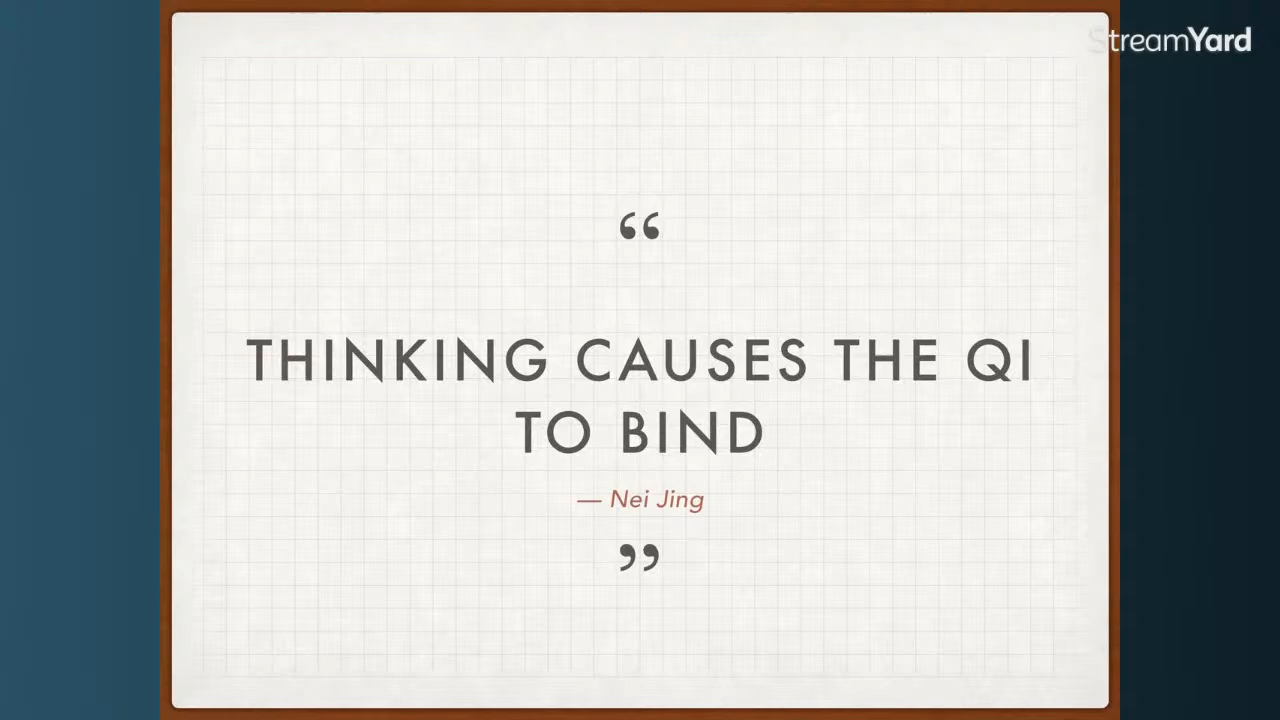 StreamYard
“
THINKING CAUSES THE QI
TO BIND
— Nei Jing
”